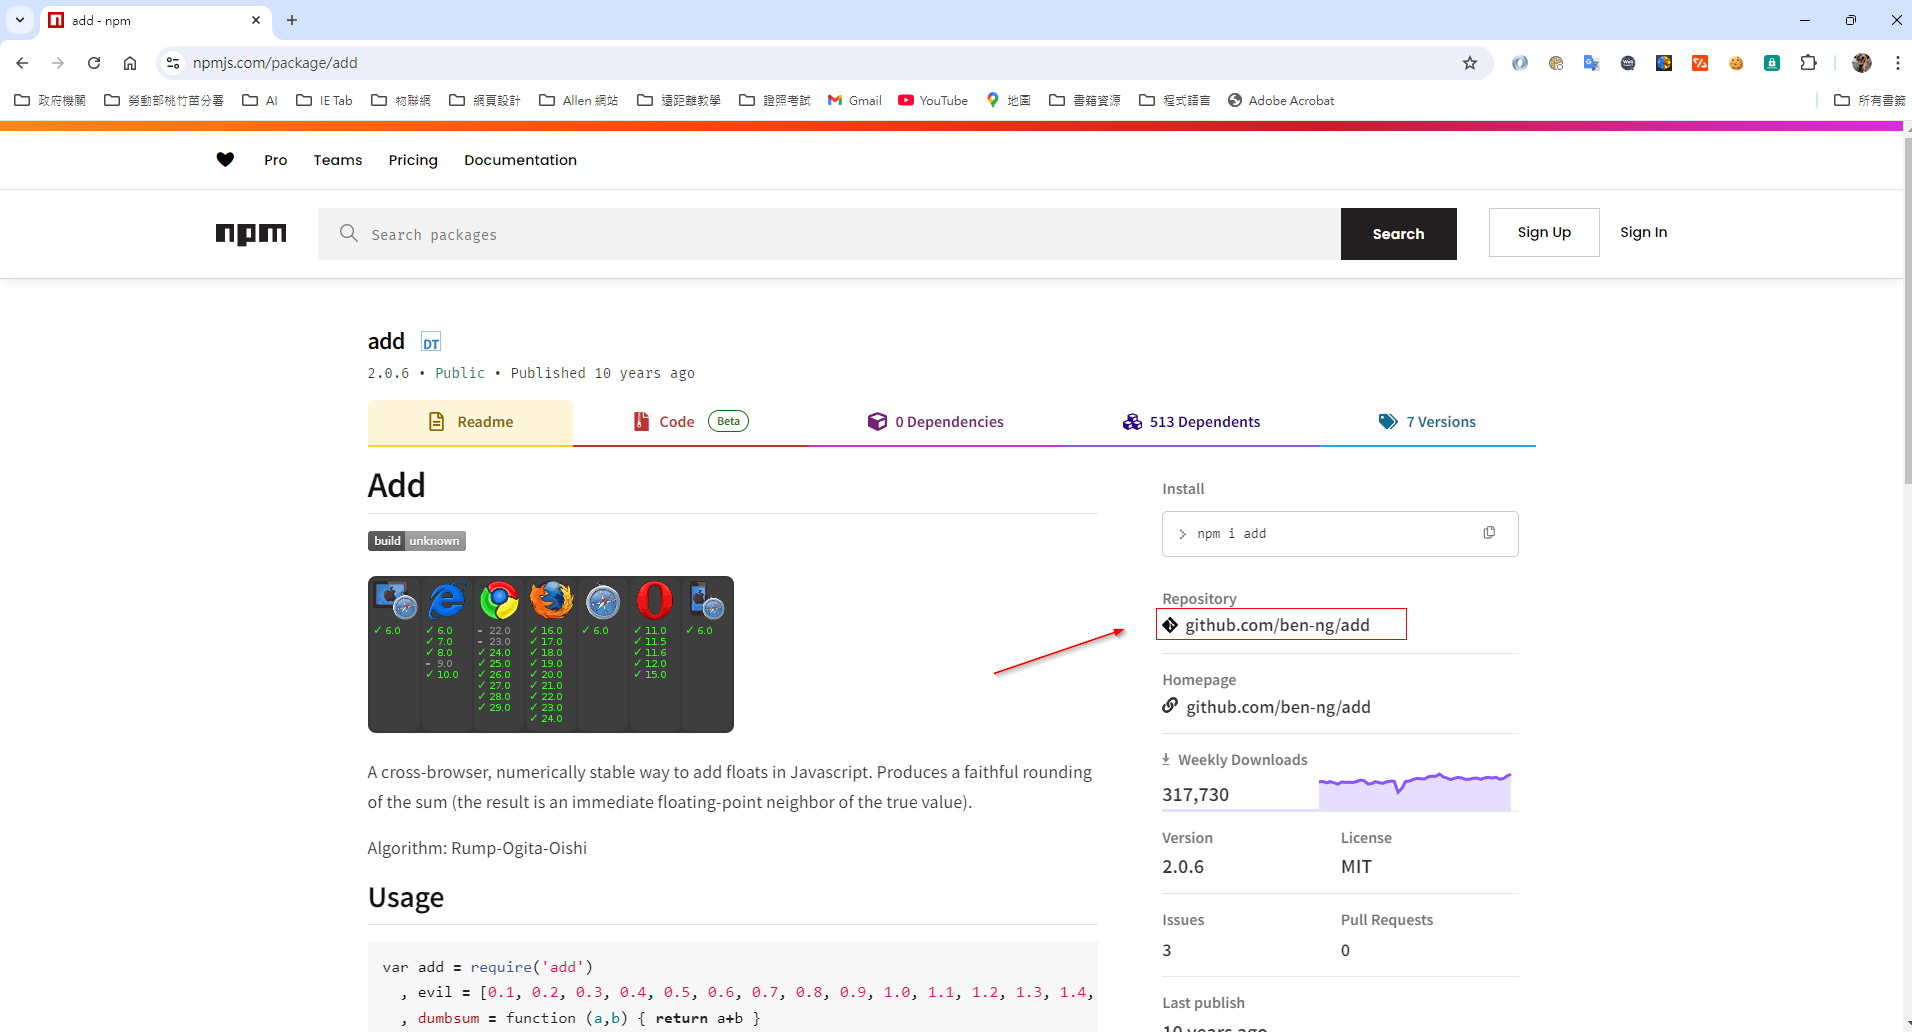 add - npm
npmjs.com/package/add
政府機關
勞動部桃竹苗分署
AI
IE Tab
物聯網
網頁設計
Allen 網站
遠距離教學
證照考試
Gmail
YouTube
地圖
書籍資源
程式語言
Adobe Acrobat
所有書籤
Pro
Teams
Pricing
Documentation
npm
Search packages
Search
Sign Up
Sign In
add DT
2.0.6 • Public • Published 10 years ago
Readme
Code Beta
0 Dependencies
513 Dependents
7 Versions
Add
build unknown
✓ 6.0
✓ 6.0
✓ 7.0
✓ 8.0
- 9.0
✓ 10.0
- 22.0
- 23.0
✓ 24.0
✓ 25.0
✓ 26.0
✓ 27.0
✓ 28.0
✓ 29.0
✓ 16.0
✓ 17.0
✓ 18.0
✓ 19.0
✓ 20.0
✓ 21.0
✓ 22.0
✓ 23.0
✓ 24.0
✓ 6.0
✓ 11.0
✓ 11.5
✓ 11.6
✓ 12.0
✓ 15.0
✓ 6.0
A cross-browser, numerically stable way to add floats in Javascript. Produces a faithful rounding
of the sum (the result is an immediate floating-point neighbor of the true value).
Algorithm: Rump-Ogita-Oishi
Usage
var add = require('add')
, evil = [0.1, 0.2, 0.3, 0.4, 0.5, 0.6, 0.7, 0.8, 0.9, 1.0, 1.1, 1.2, 1.3, 1.4,
, dumbsum = function (a,b) { return a+b }
Install
> npm i add
Repository
github.com/ben-ng/add
Homepage
github.com/ben-ng/add
Weekly Downloads
317,730
Version
2.0.6
License
MIT
Issues
3
Pull Requests
0
Last publish
10 years ago